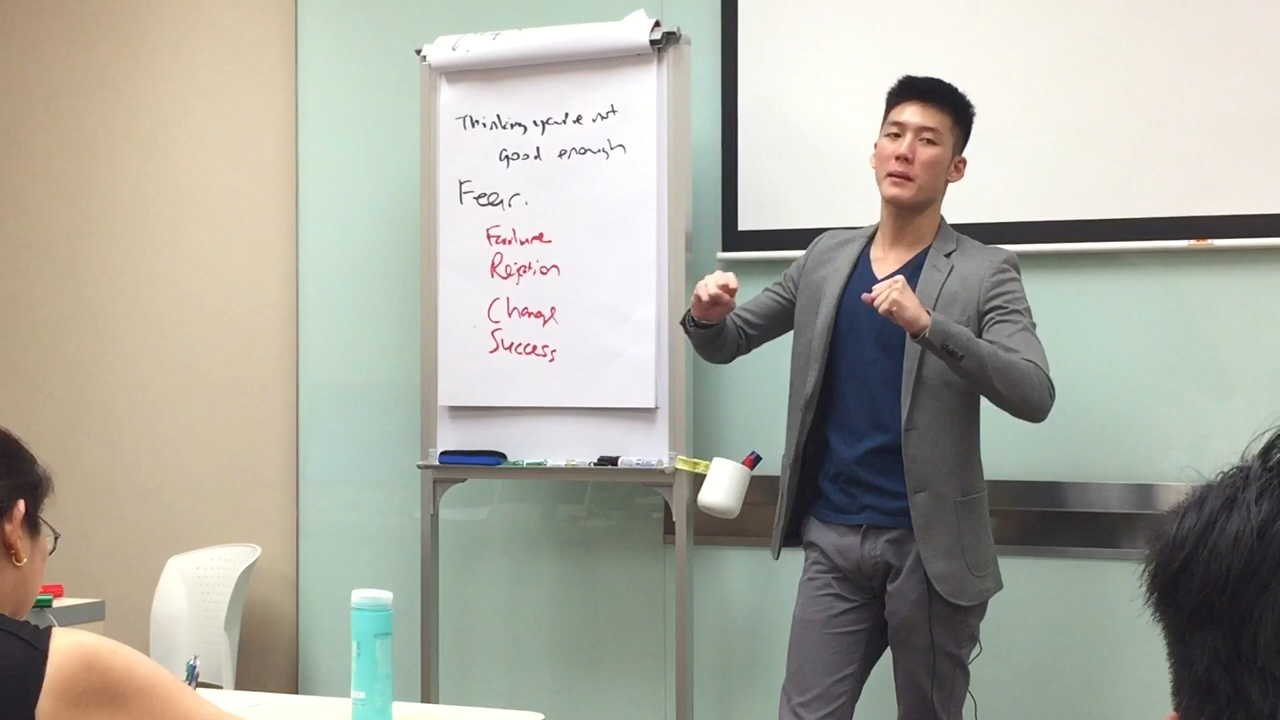 Thinking you're not
good enough
Fear.
Failure
Rejection
Change
Success